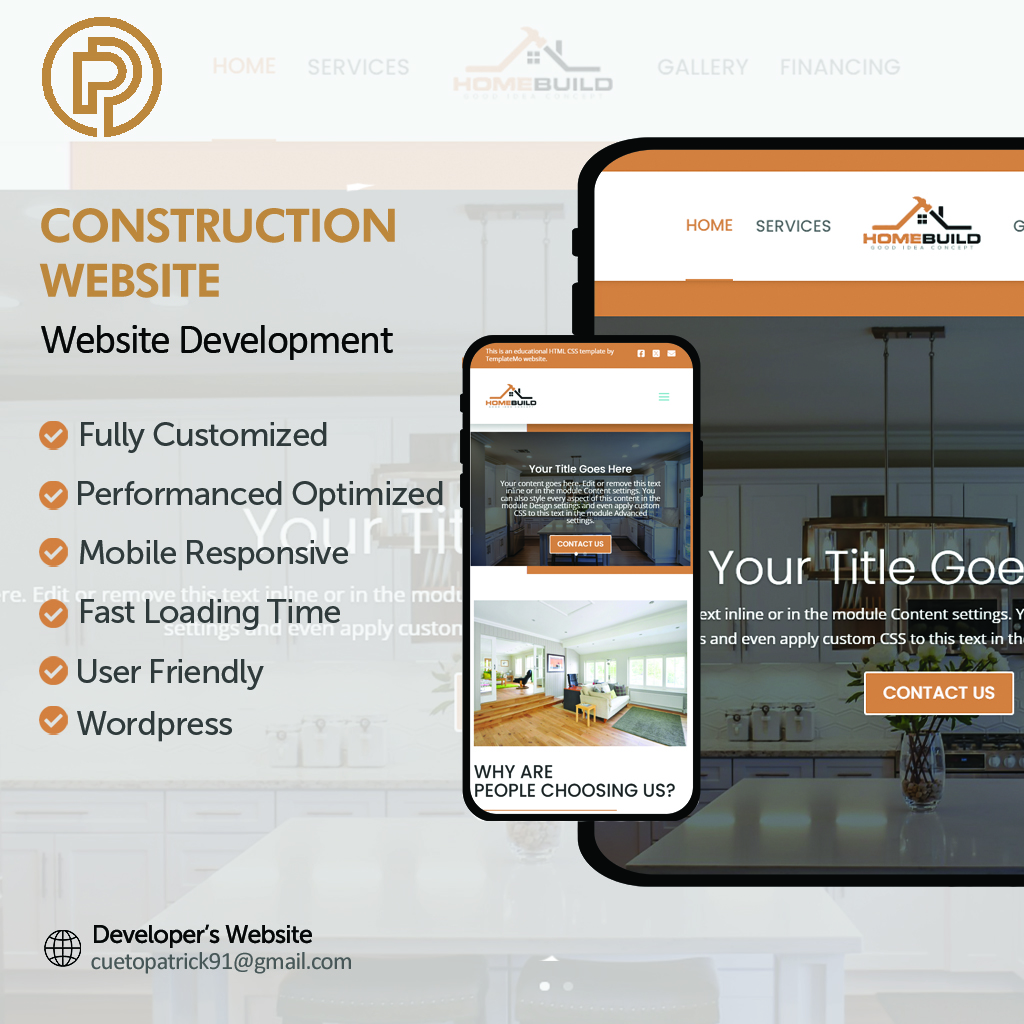 HOME SERVICES HOMEBUILD GALLERY FINANCING
GOOD IDEA CONCEPT
CONSTRUCTION
WEBSITE
Website Development
Fully Customized
Performanced Optimized
Mobile Responsive
Fast Loading Time
User Friendly
Wordpress
Your Tit
re. Edit or remove this text inline or in the modu
settings and even apply custom
HOME SERVICES HOMEBUILD G
GOOD IDEA CONCEPT
Your Title Goe
ext inline or in the module Content settings. Y
s and even apply custom CSS to this text in th
CONTACT US
This is an educational HTML CSS template by
TemplateMo website.
HOMEBUILD
Your Title Goes Here
Your content goes here. Edit or remove this text
inline or in the module Content settings. You
can also style every aspect of this content in the
module Design settings and even apply custom
CSS to this text in the module Advanced
settings.
CONTACT US
WHY ARE
PEOPLE CHOOSING US?
Developer's Website
cuetopatrick91@gmail.com